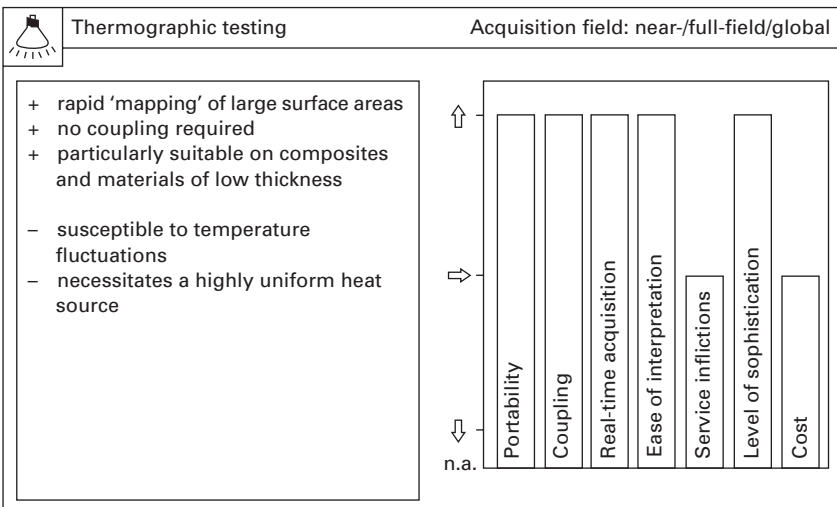 Thermographic testing
Acquisition field: near-/full-field/global
+ rapid ‘mapping’ of large surface areas
+ no coupling required
+ particularly suitable on composites
and materials of low thickness
– susceptible to temperature
fluctuations
– necessitates a highly uniform heat
source
n.a.
Portability
Coupling
Real-time acquisition
Ease of interpretation
Service inflictions
Level of sophistication
Cost